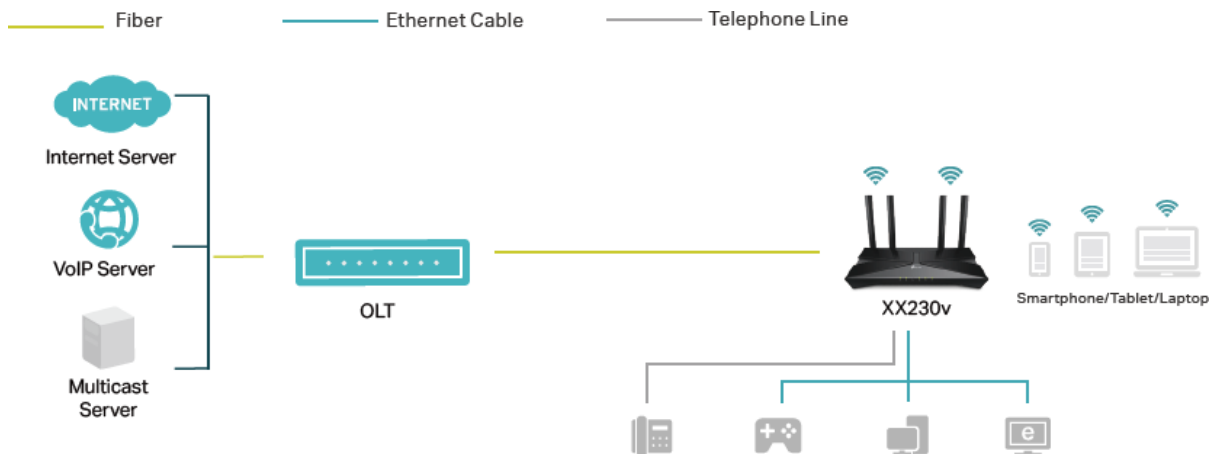 Fiber
Ethernet Cable
Telephone Line
INTERNET
Internet Server
VoIP Server
Multicast
Server
OLT
XX230v
Smartphone/Tablet/Laptop
e